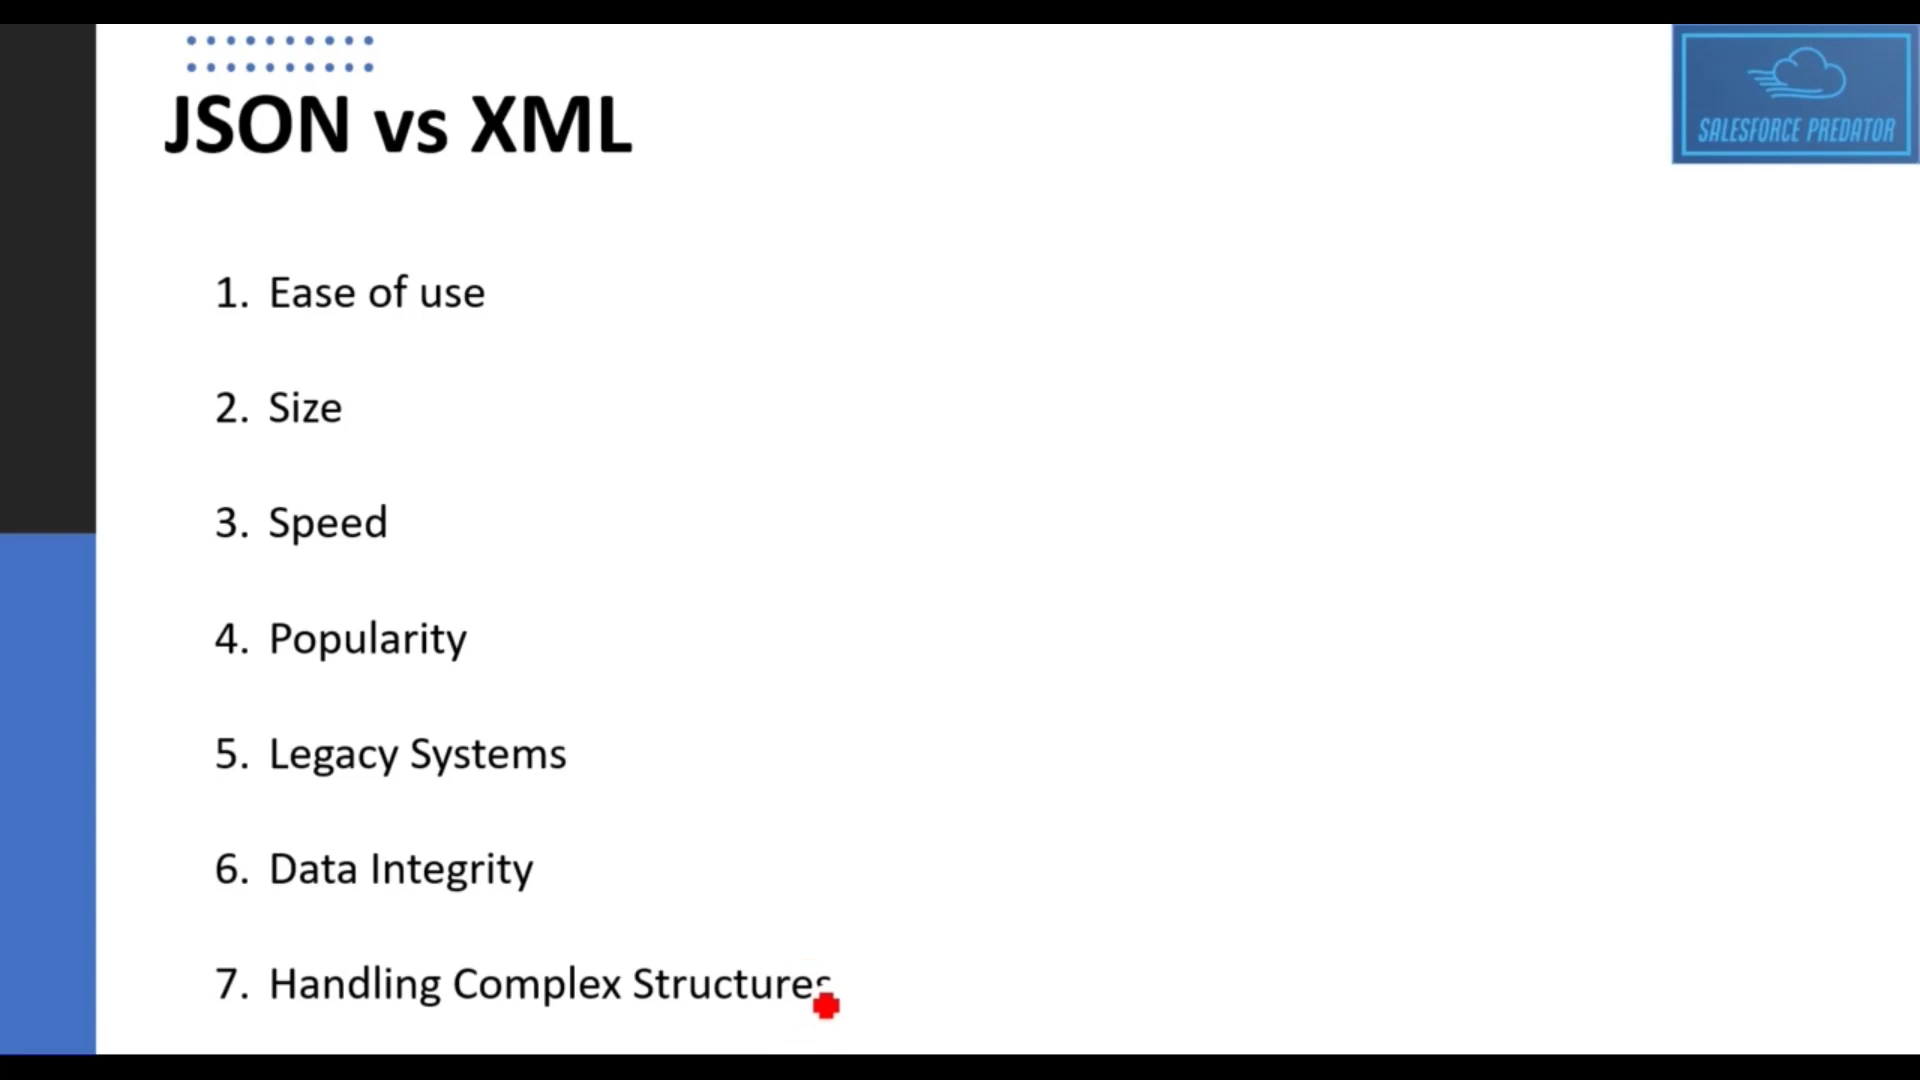 JSON vs XML
SALESFORCE PREDATOR
1. Ease of use
2. Size
3. Speed
4. Popularity
5. Legacy Systems
6. Data Integrity
7. Handling Complex Structures